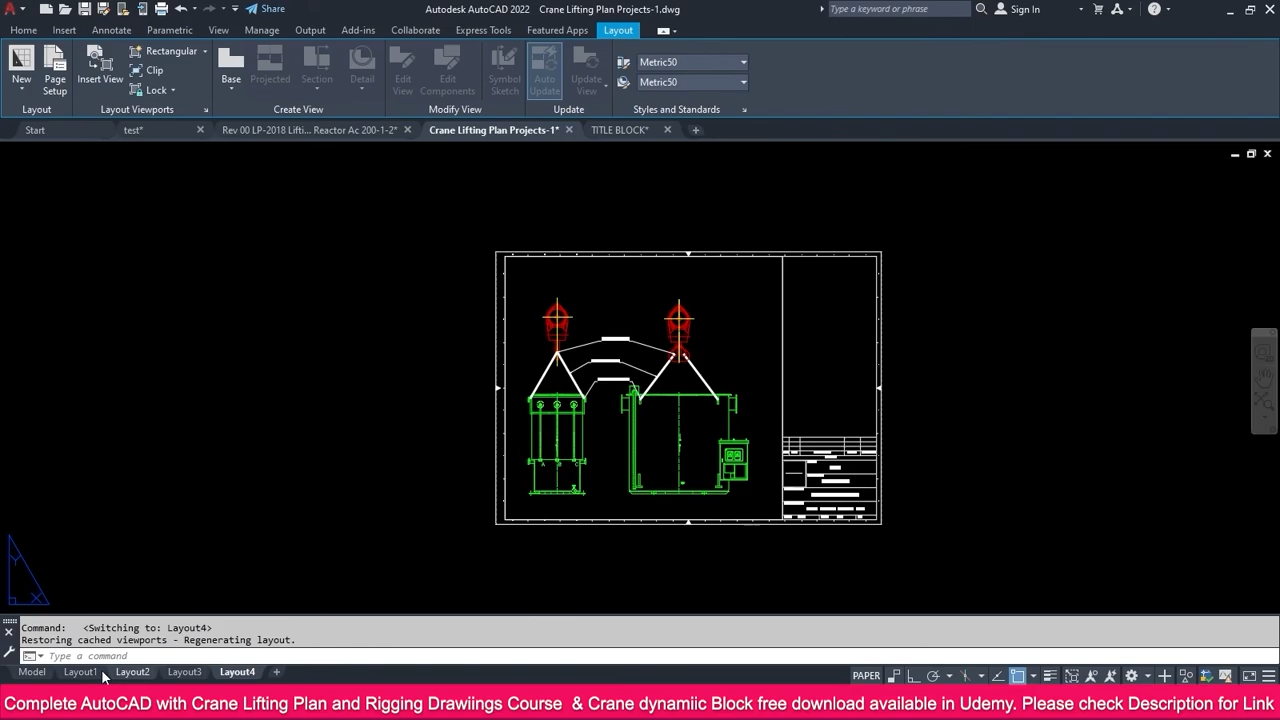 Share
Autodesk AutoCAD 2022 Crane Lifting Plan Projects-1.dwg
Type a keyword or phrase
Sign In
Home Insert Annotate Parametric View Manage Output Add-ins Collaborate Express Tools Featured Apps Layout
New
Page Setup
Insert View
Rectangular
Clip
Lock
Base
Projected
Section
Detail
Edit View
Edit Components
Symbol Sketch
Auto Update
Update View
Metric50
Metric50
Layout Layout Viewports Create View Modify View Update Styles and Standards
Start test* Rev 00 LP-2018 Lifti... Reactor Ac 200-1-2* Crane Lifting Plan Projects-1* TITLE BLOCK*
A B C
Y
X
Command: <Switching to: Layout4>
Restoring cached viewports - Regenerating layout.
Type a command
Model Layout1 Layout2 Layout3 Layout4 +
PAPER
Complete AutoCAD with Crane Lifting Plan and Rigging Drawiings Course & Crane dynamiic Block free download available in Udemy. Please check Description for Link